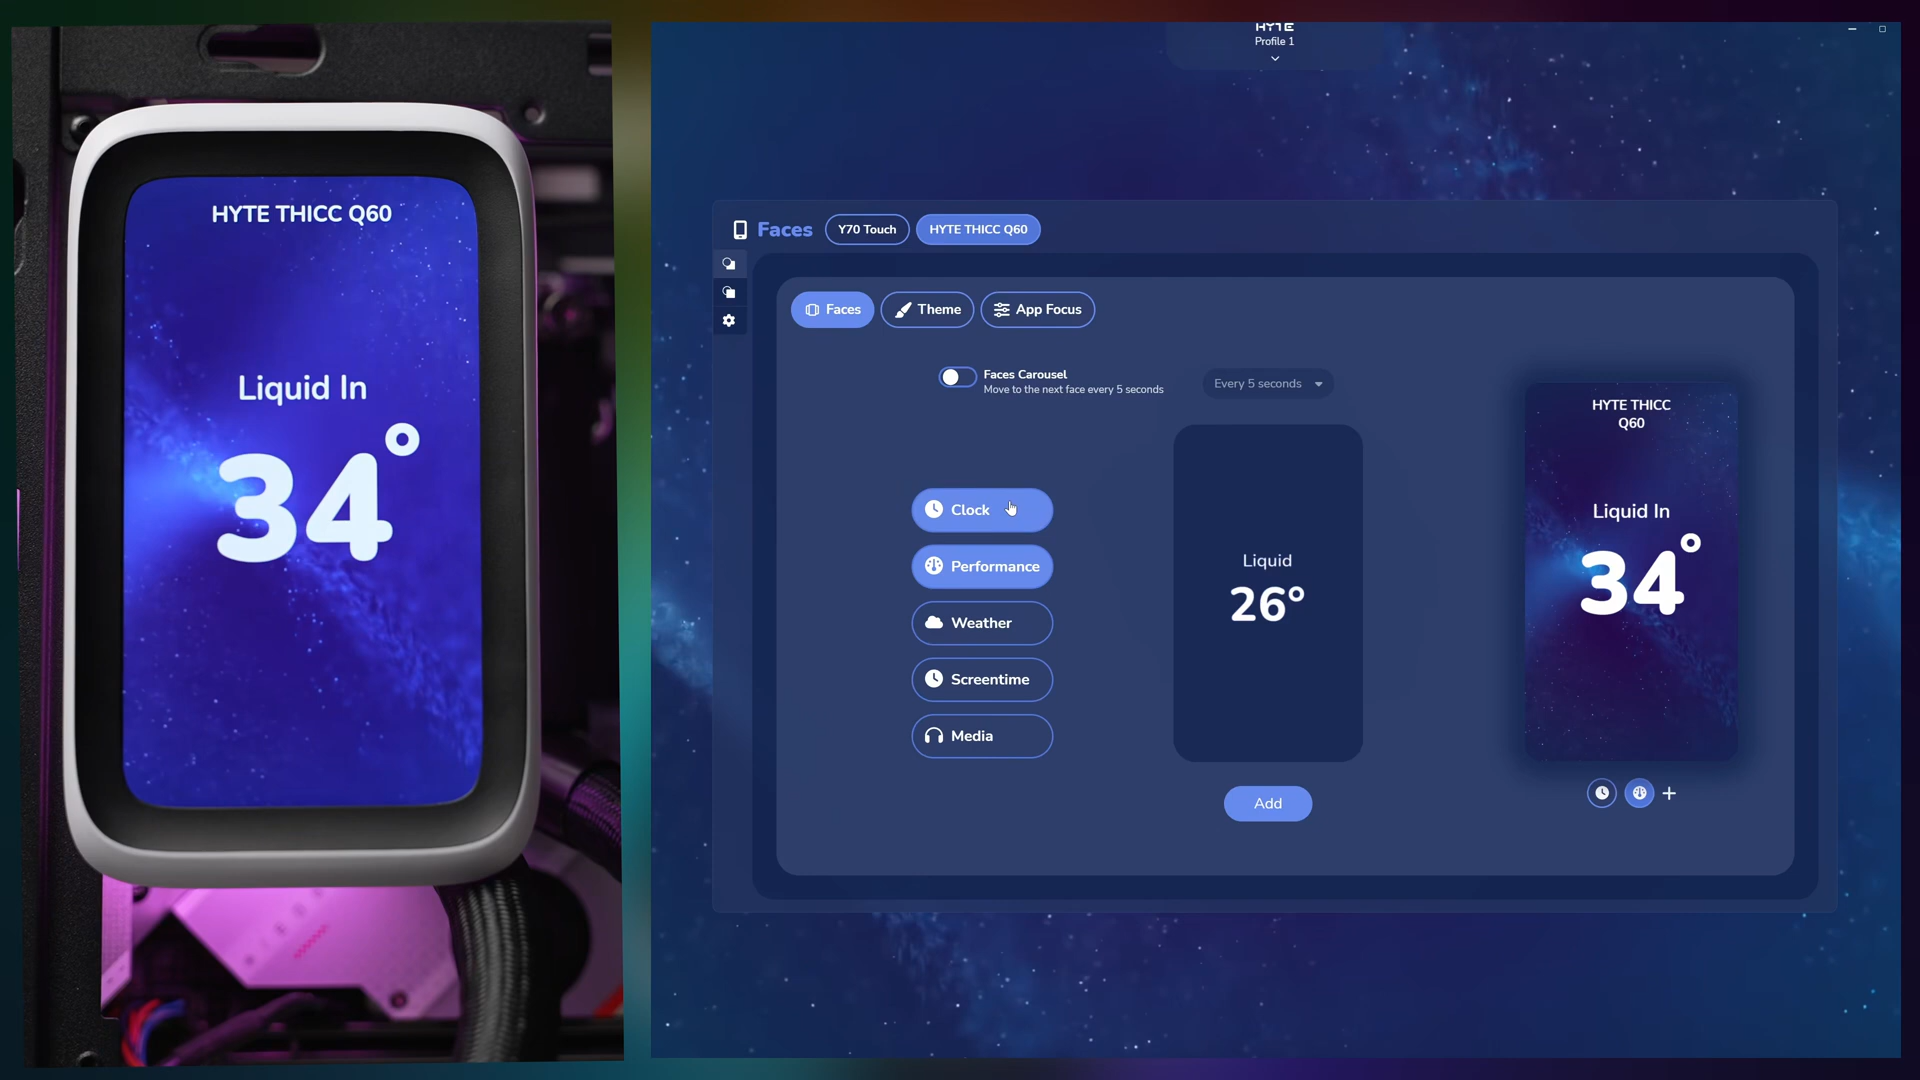 HYTE THICC Q60
Liquid In
34°
HYTE
Profile 1
Faces
Y70 Touch
HYTE THICC Q60
Faces
Theme
App Focus
Faces Carousel
Move to the next face every 5 seconds
Every 5 seconds
Clock
Performance
Weather
Screentime
Media
Liquid
26°
Add
HYTE THICC
Q60
Liquid In
34°